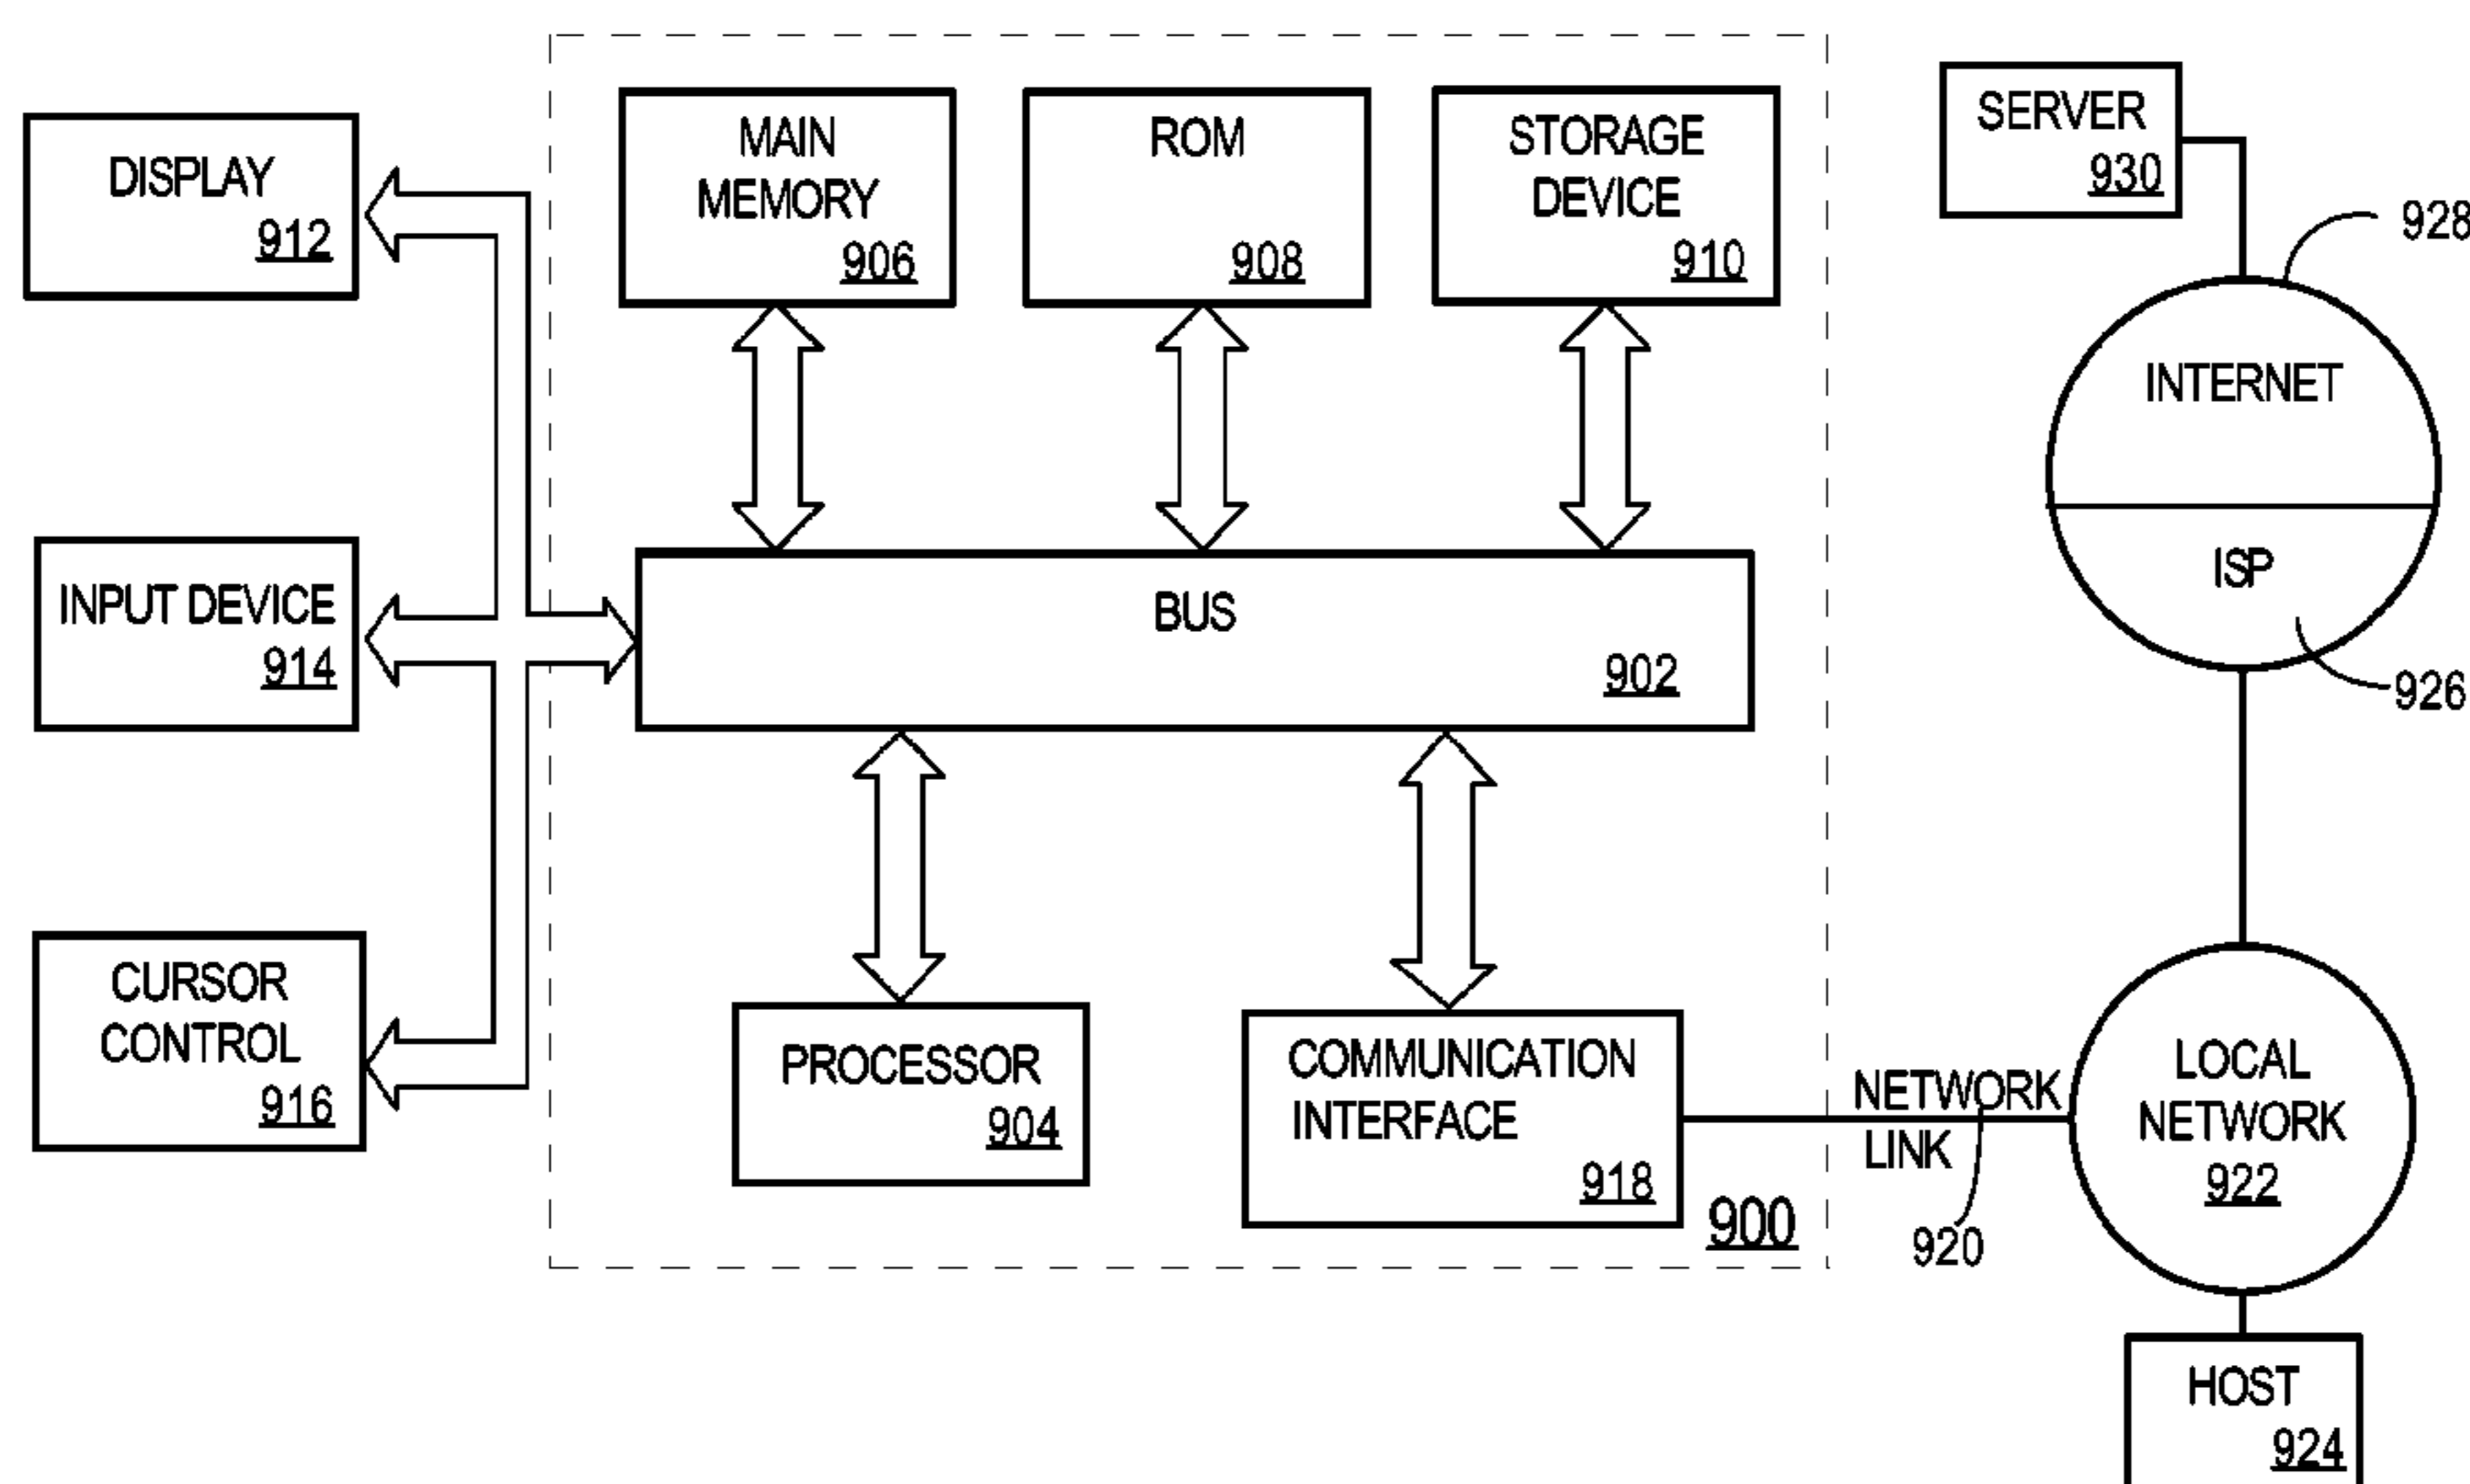 DISPLAY
912
INPUT DEVICE
914
CURSOR
CONTROL
916
MAIN
MEMORY
906
ROM
908
STORAGE
DEVICE
910
BUS
902
PROCESSOR
904
COMMUNICATION
INTERFACE
918
900
SERVER
930
928
INTERNET
ISP
926
NETWORK
LINK
920
LOCAL
NETWORK
922
HOST
924